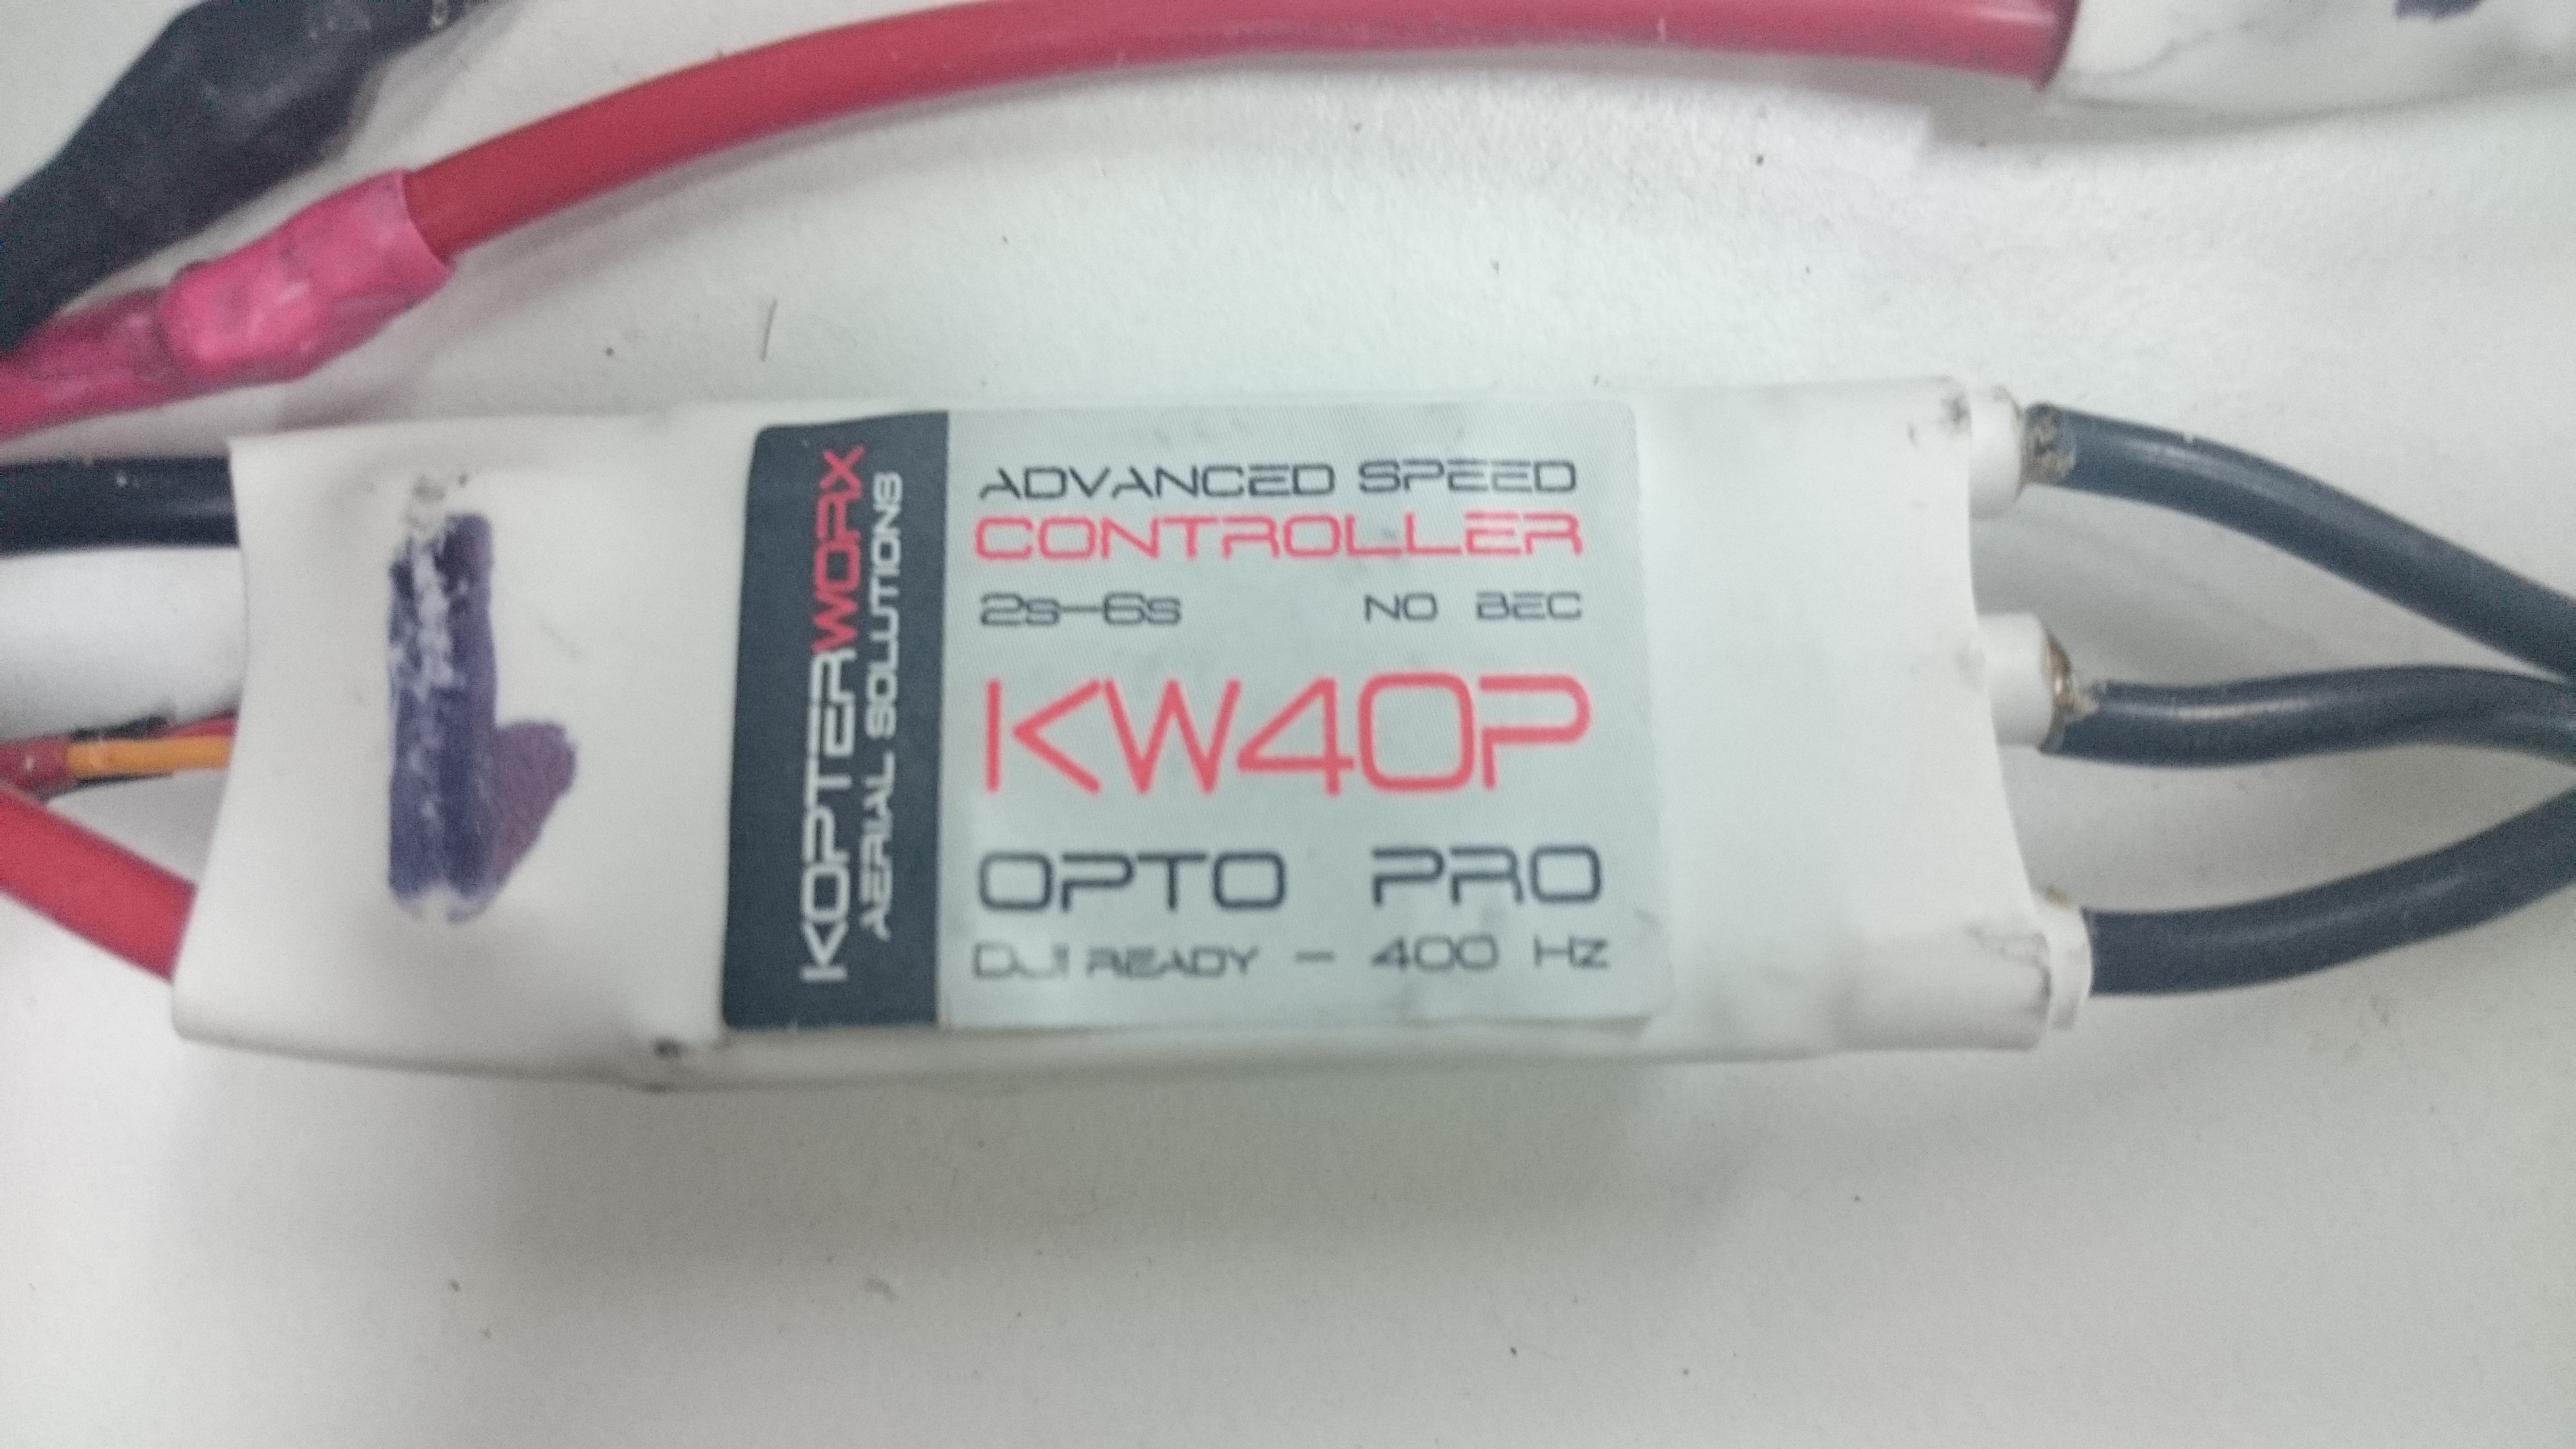 KOPTERWORX
AERIAL SOLUTIONS
ADVANCED SPEED
CONTROLLER
2s-6s NO BEC
KW40P
OPTO PRO
DJI READY - 400 Hz